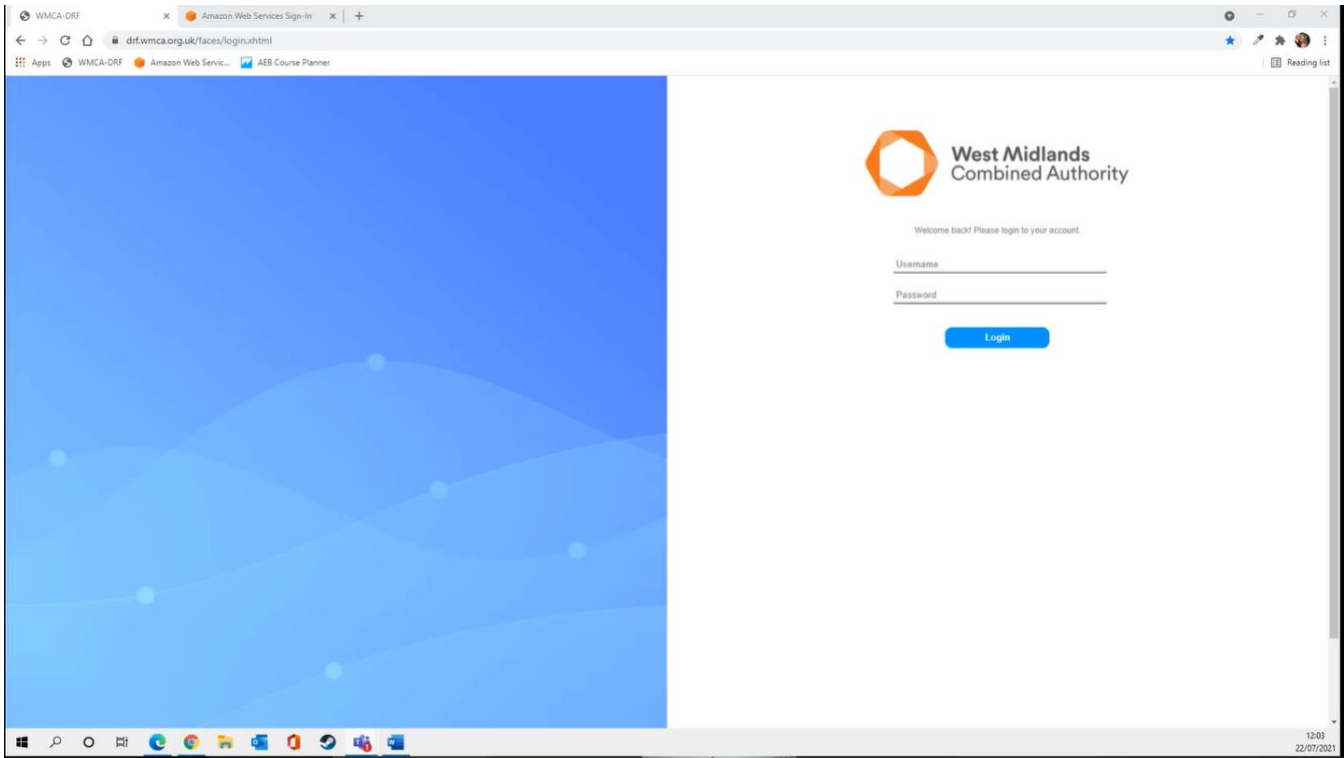 WMCA-DRF
Amazon Web Services Sign-In
drf.wmca.org.uk/faces/login.xhtml
Apps
WMCA-DRF
Amazon Web Servic...
AEB Course Planner
Reading list
West Midlands
Combined Authority
Welcome back! Please login to your account.
Username
Password
Login
12:03
22/07/2021